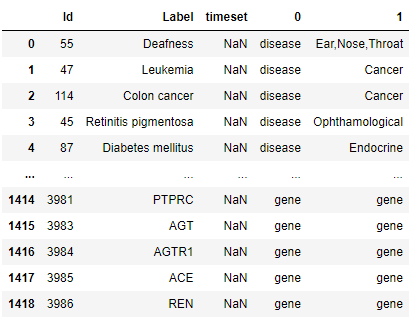 Id Label timeset 0 1
0 55 Deafness NaN disease Ear,Nose,Throat
1 47 Leukemia NaN disease Cancer
2 114 Colon cancer NaN disease Cancer
3 45 Retinitis pigmentosa NaN disease Ophthamological
4 87 Diabetes mellitus NaN disease Endocrine
... ... ... ... ... ...
1414 3981 PTPRC NaN gene gene
1415 3983 AGT NaN gene gene
1416 3984 AGTR1 NaN gene gene
1417 3985 ACE NaN gene gene
1418 3986 REN NaN gene gene